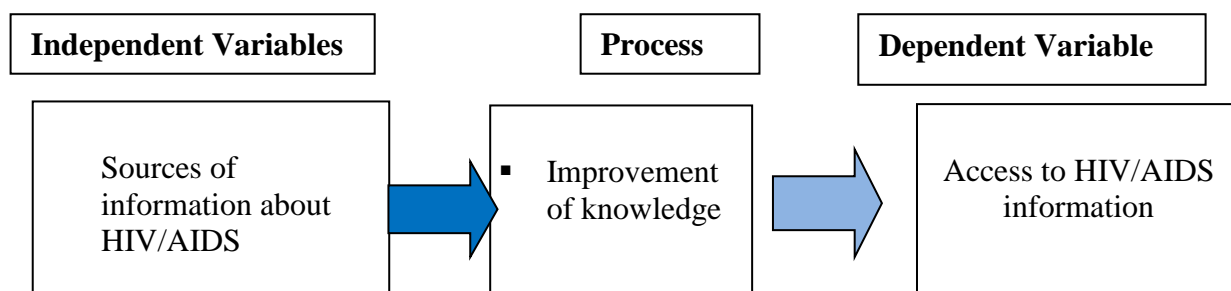 Independent Variables
Process
Dependent Variable
Sources of
information about
HIV/AIDS
▪ Improvement
of knowledge
Access to HIV/AIDS
information